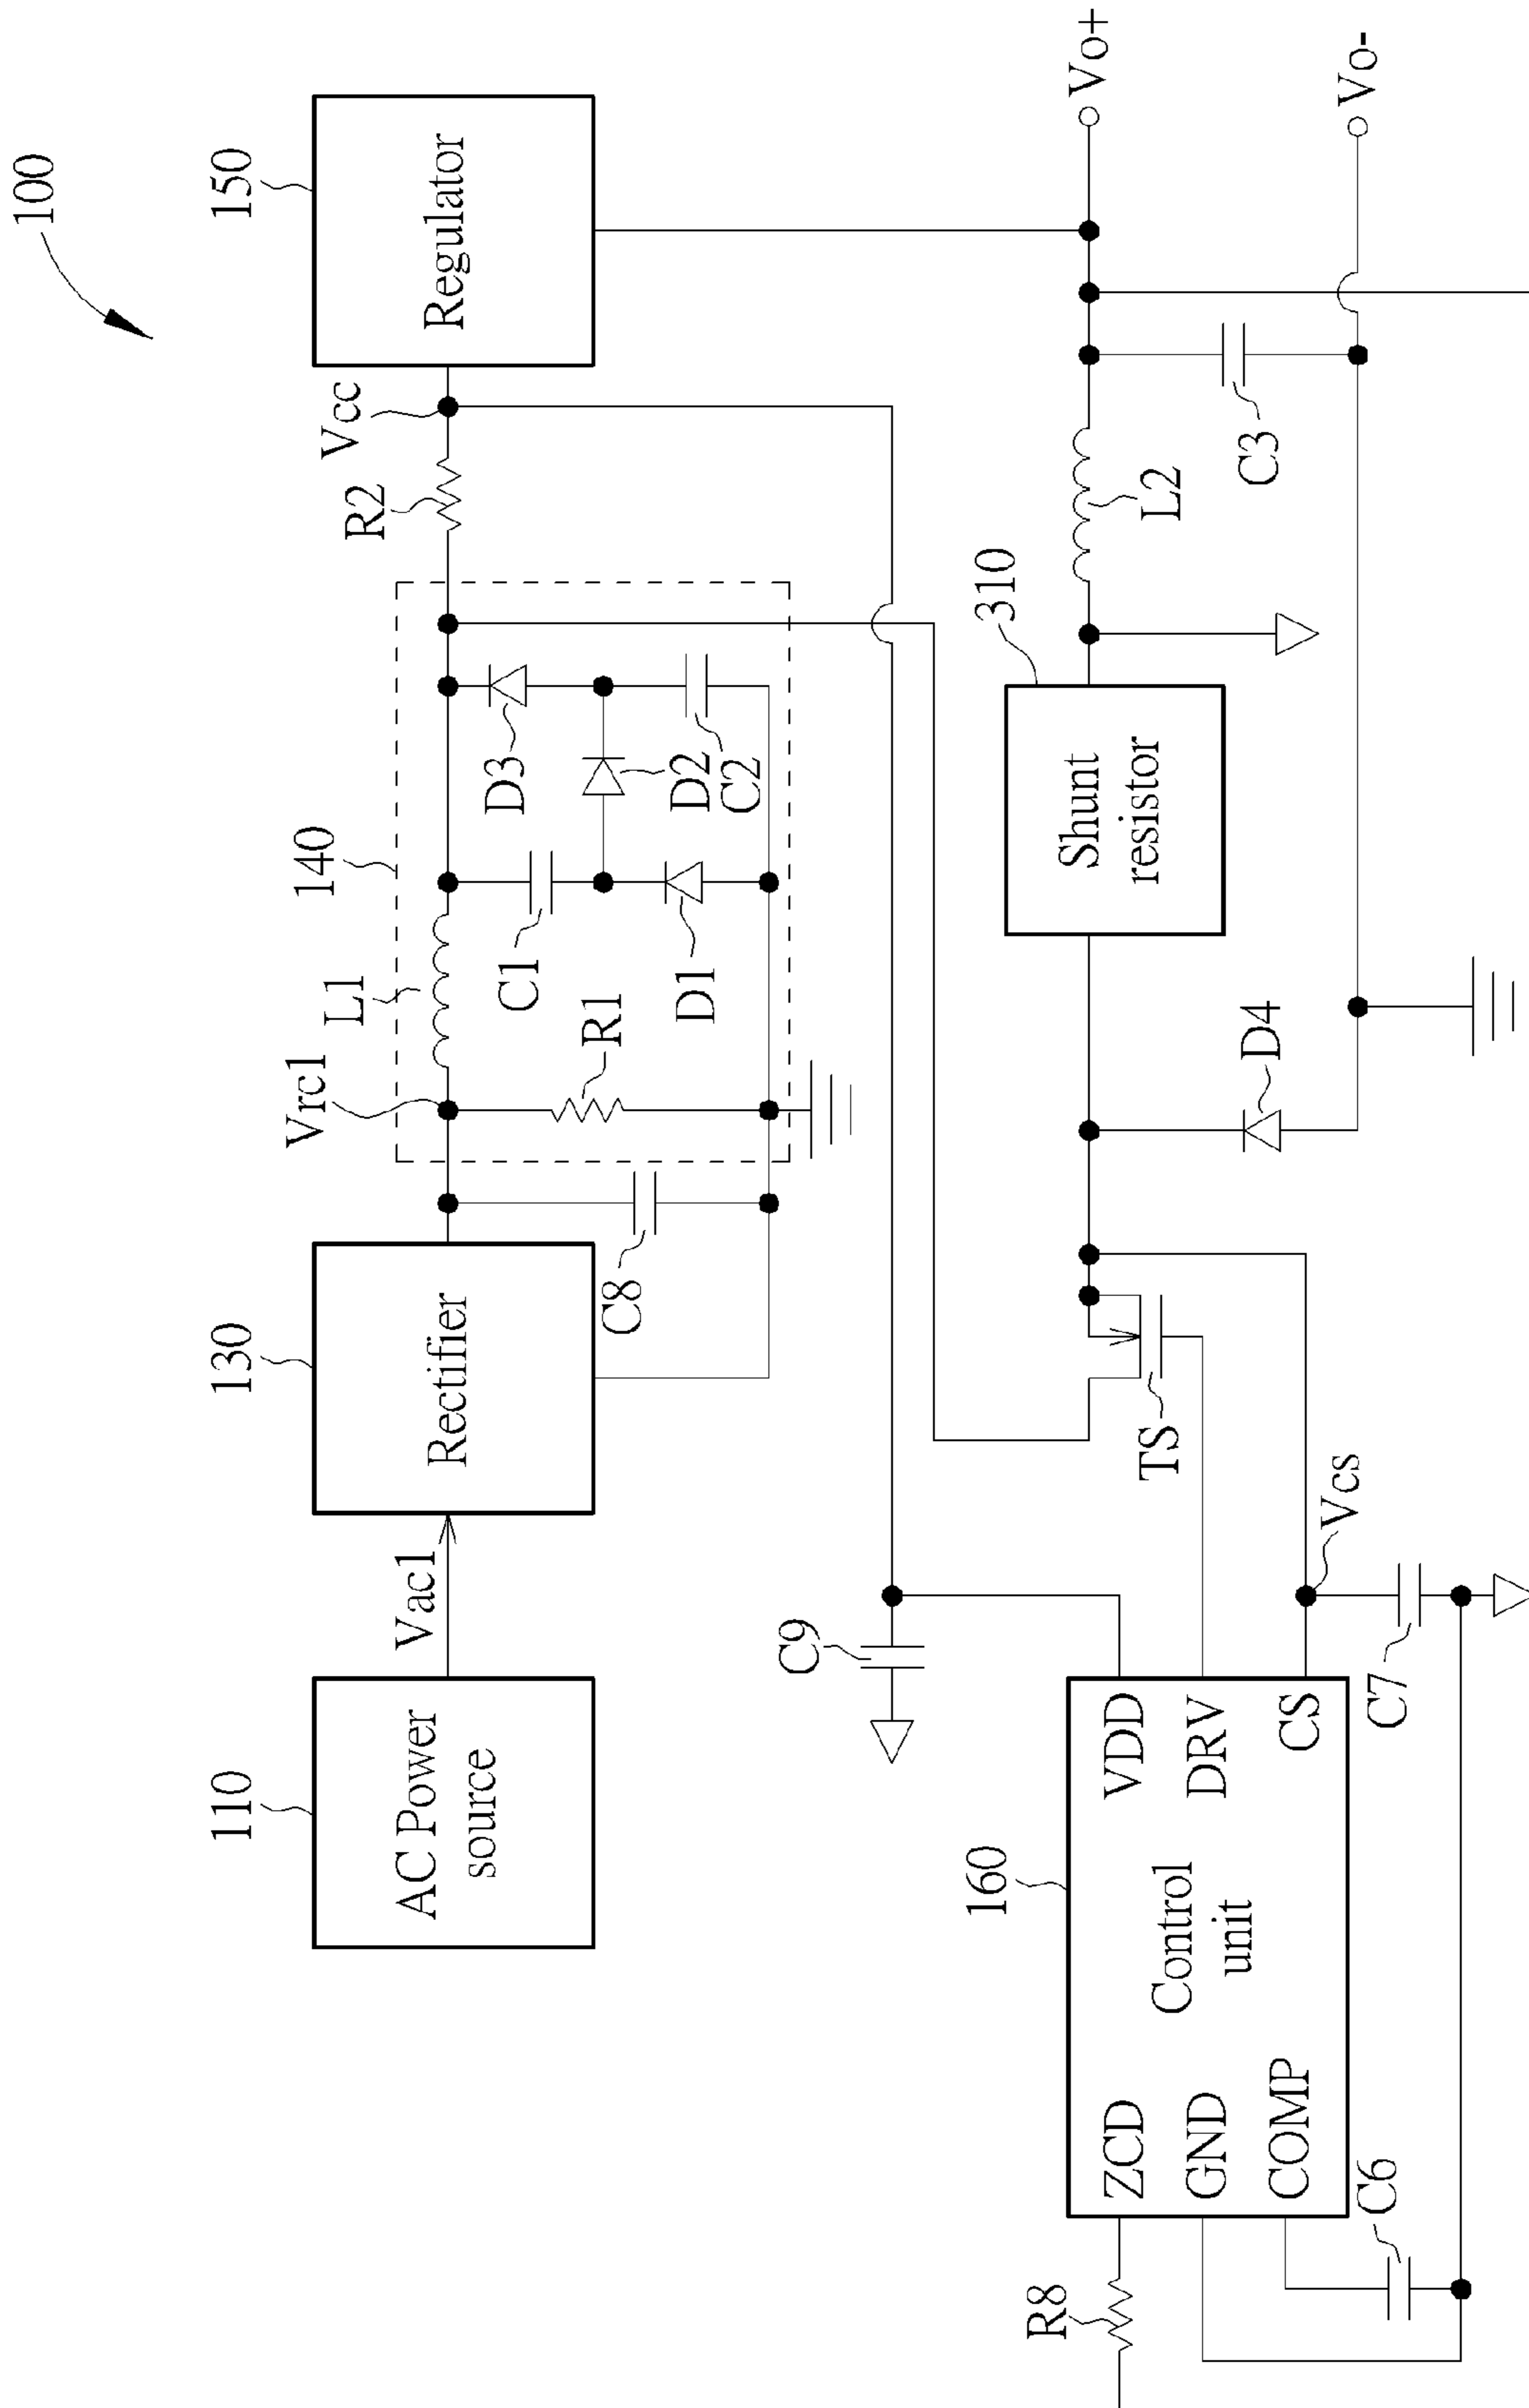 100
110
AC Power
source
Vac1
130
Rectifier
C8
Vrc1
R1
L1
140
C1
D1
D3
D2
C2
R2
Vcc
150
Regulator
C9
TS
160
VDD
DRV
CS
Control
unit
ZCD
GND
COMP
R8
C6
C7
Vcs
D4
310
Shunt
resistor
L2
C3
Vo+
Vo-